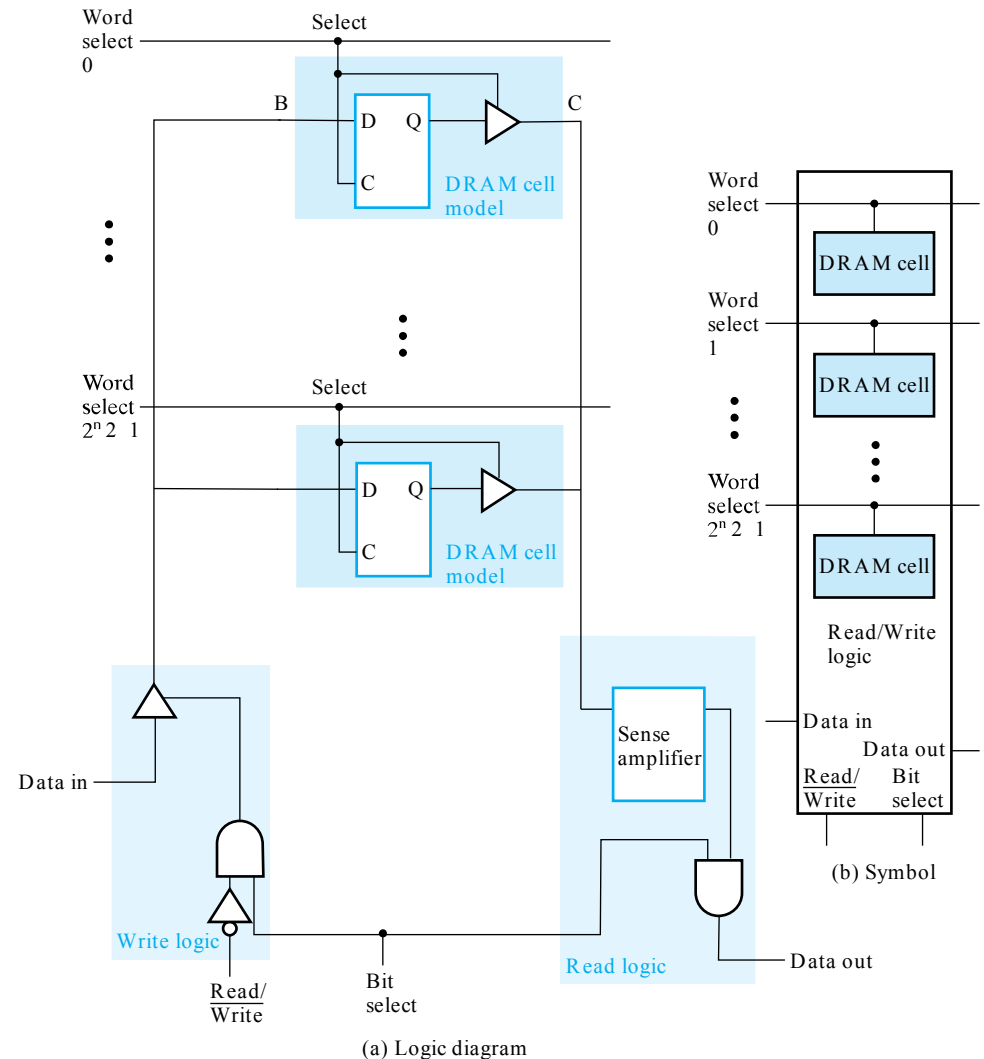 Word
select
0
Select
B
C
D
Q
C
DRAM cell
model
Word
select
2ⁿ 2 1
Select
D
Q
C
DRAM cell
model
Sense
amplifier
Data in
Write logic
Read/
Write
Bit
select
Read logic
Data out
(a) Logic diagram
Word
select
0
DRAM cell
Word
select
1
DRAM cell
Word
select
2ⁿ 2 1
DRAM cell
Read/Write
logic
Data in
Data out
Read/
Write
Bit
select
(b) Symbol